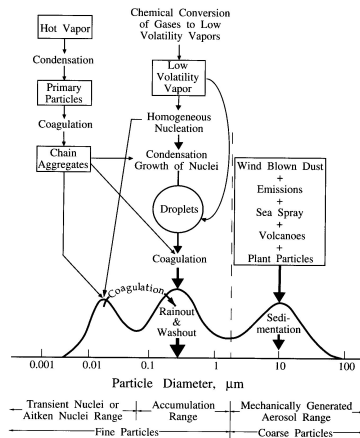 Hot Vapor
Condensation
Primary
Particles
Coagulation
Chain
Aggregates
Chemical Conversion
of Gases to Low
Volatility Vapors
Low
Volatility
Vapor
Homogeneous
Nucleation
Condensation
Growth of Nuclei
Droplets
Coagulation
Wind Blown Dust
+
Emissions
+
Sea Spray
+
Volcanoes
+
Plant Particles
Coagulation
Rainout
&
Washout
Sedi-
mentation
0.001 0.01 0.1 1 10 100
Particle Diameter, μm
Transient Nuclei or
Aitken Nuclei Range
Accumulation
Range
Mechanically Generated
Aerosol Range
Fine Particles
Coarse Particles